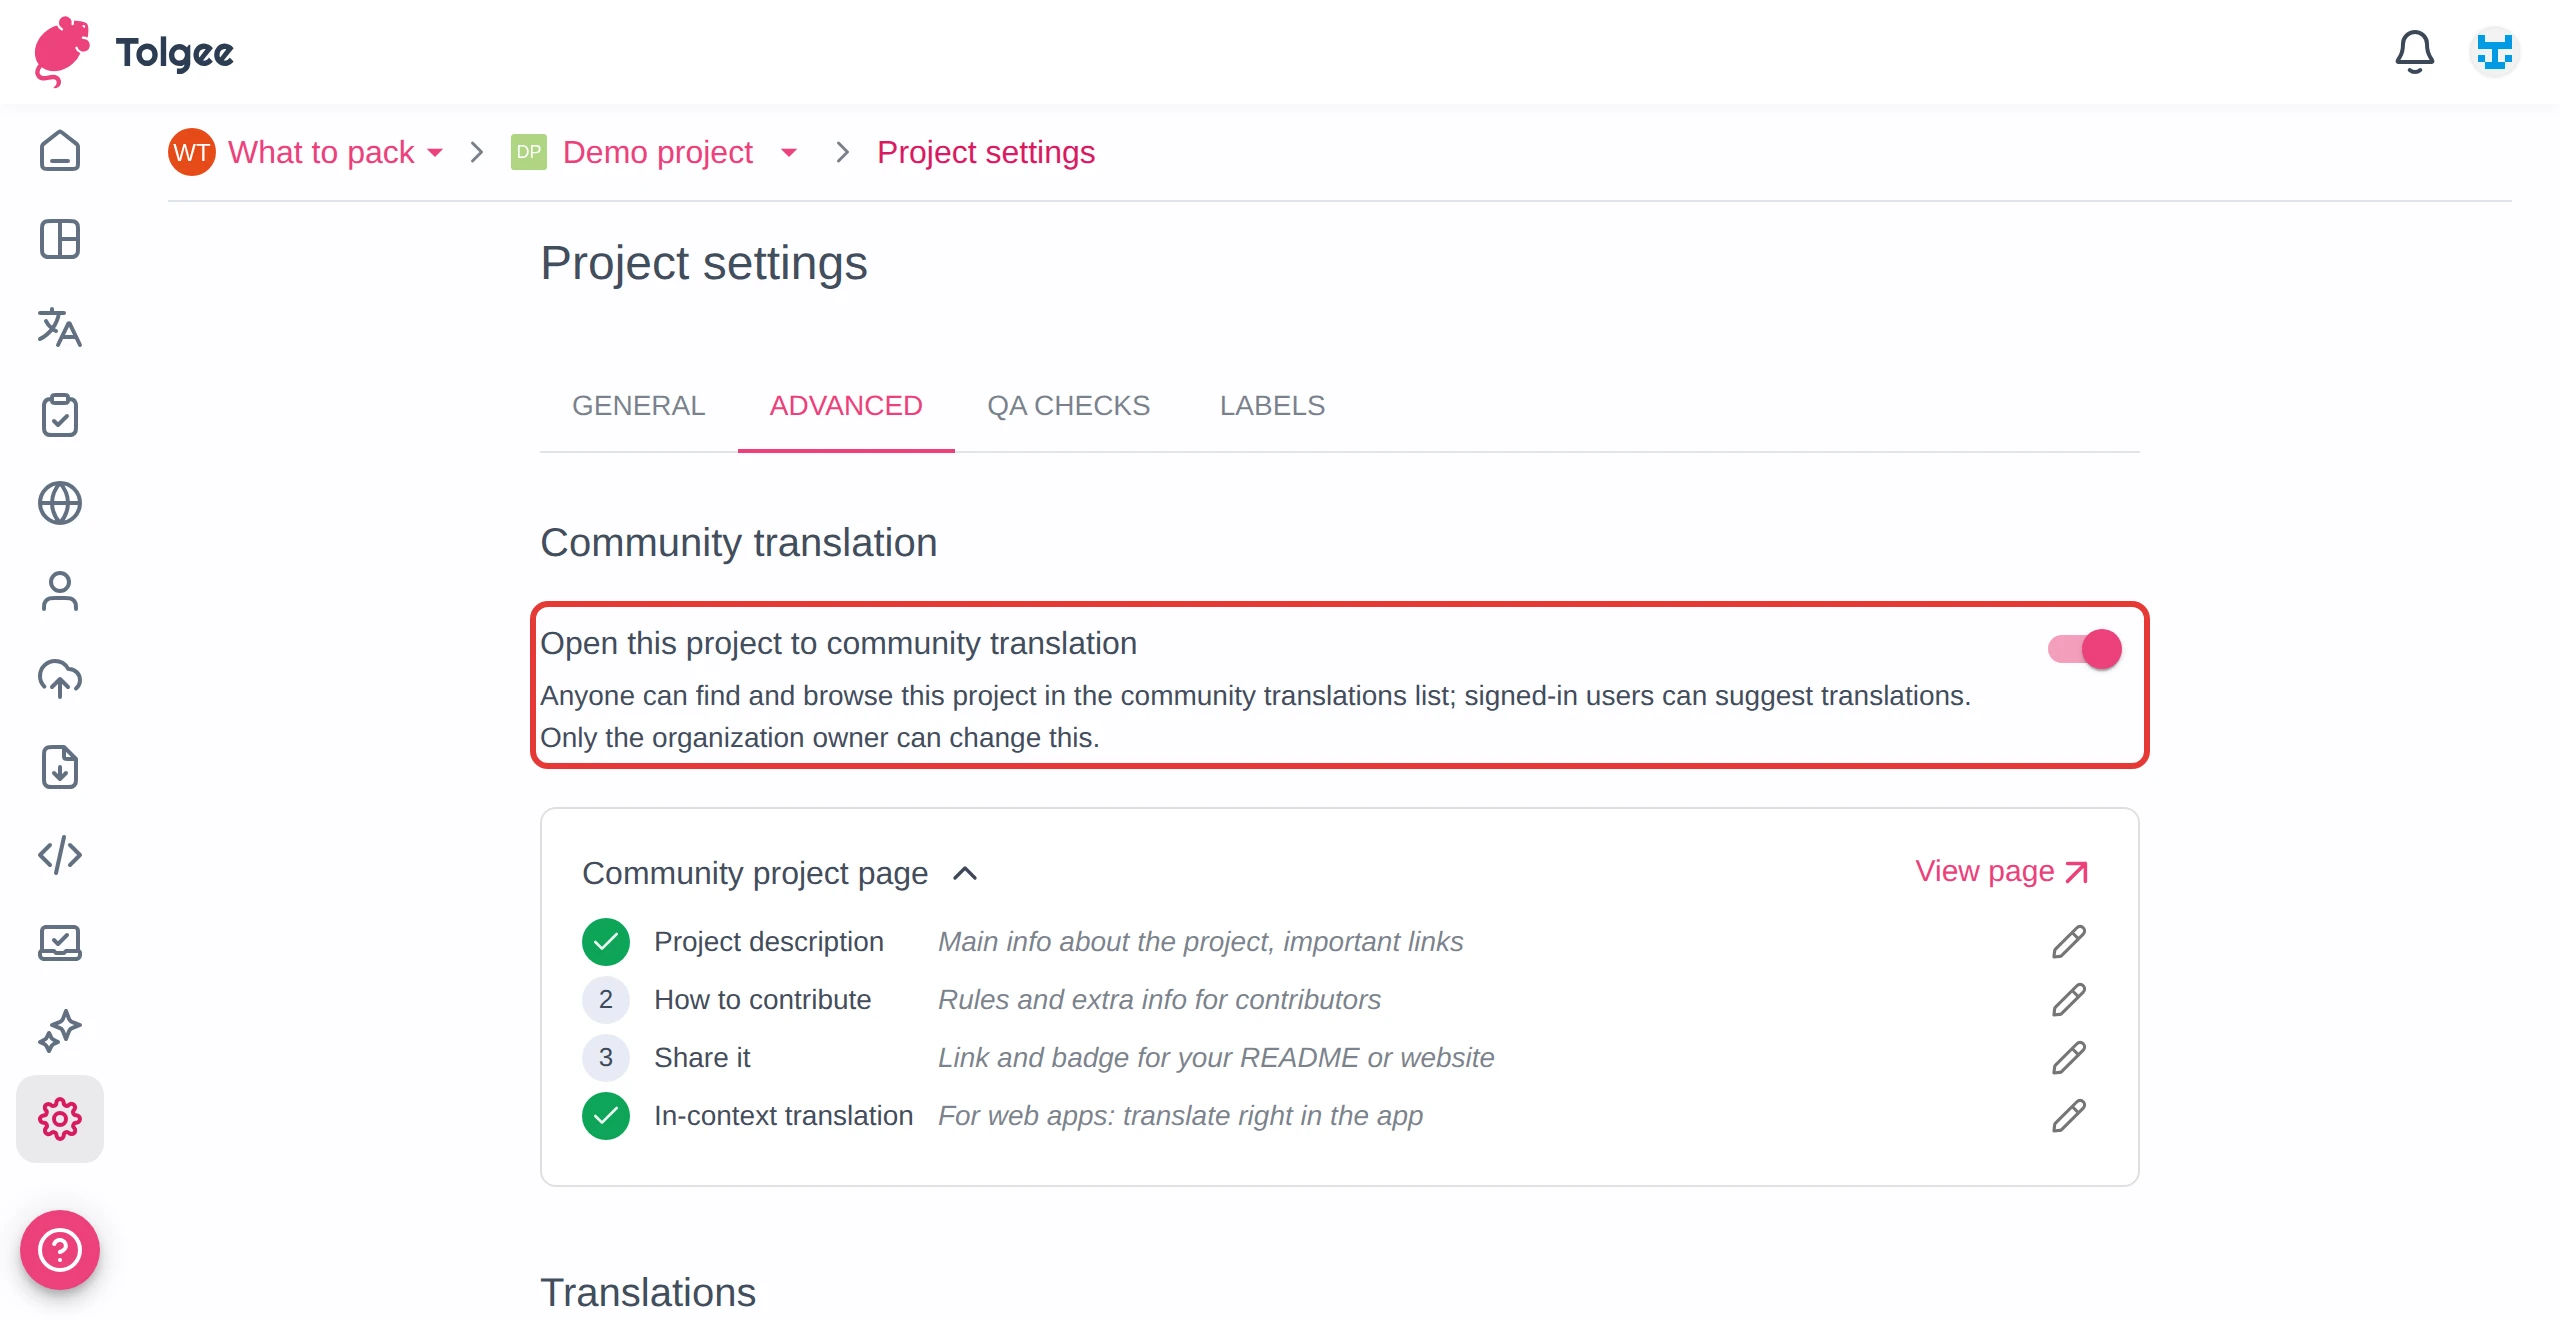 Tolgee
WT What to pack
DP Demo project
Project settings
Project settings
GENERAL
ADVANCED
QA CHECKS
LABELS
Community translation
Open this project to community translation
Anyone can find and browse this project in the community translations list; signed-in users can suggest translations.
Only the organization owner can change this.
Community project page
View page
Project description
Main info about the project, important links
2
How to contribute
Rules and extra info for contributors
3
Share it
Link and badge for your README or website
In-context translation
For web apps: translate right in the app
Translations